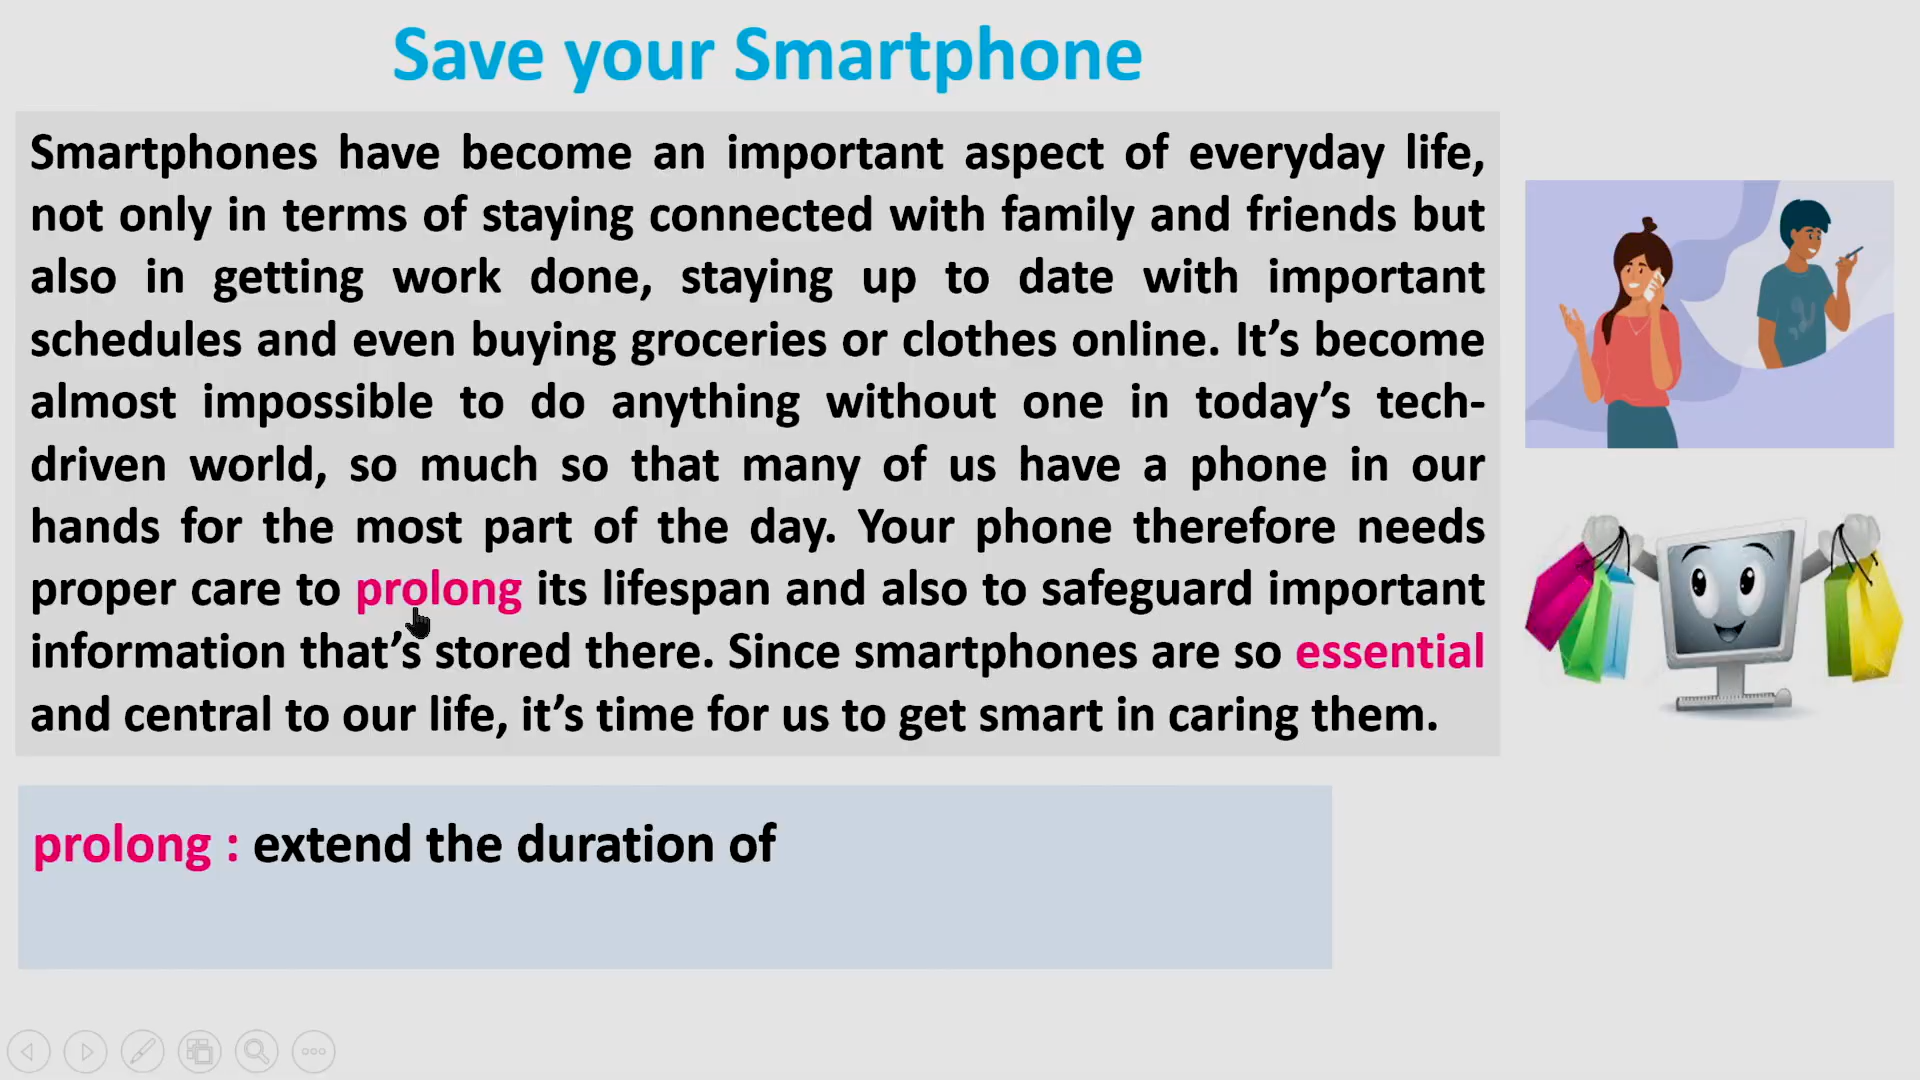 Save your Smartphone
Smartphones have become an important aspect of everyday life,
not only in terms of staying connected with family and friends but
also in getting work done, staying up to date with important
schedules and even buying groceries or clothes online. It’s become
almost impossible to do anything without one in today’s tech-
driven world, so much so that many of us have a phone in our
hands for the most part of the day. Your phone therefore needs
proper care to prolong its lifespan and also to safeguard important
information that’s stored there. Since smartphones are so essential
and central to our life, it’s time for us to get smart in caring them.
prolong : extend the duration of